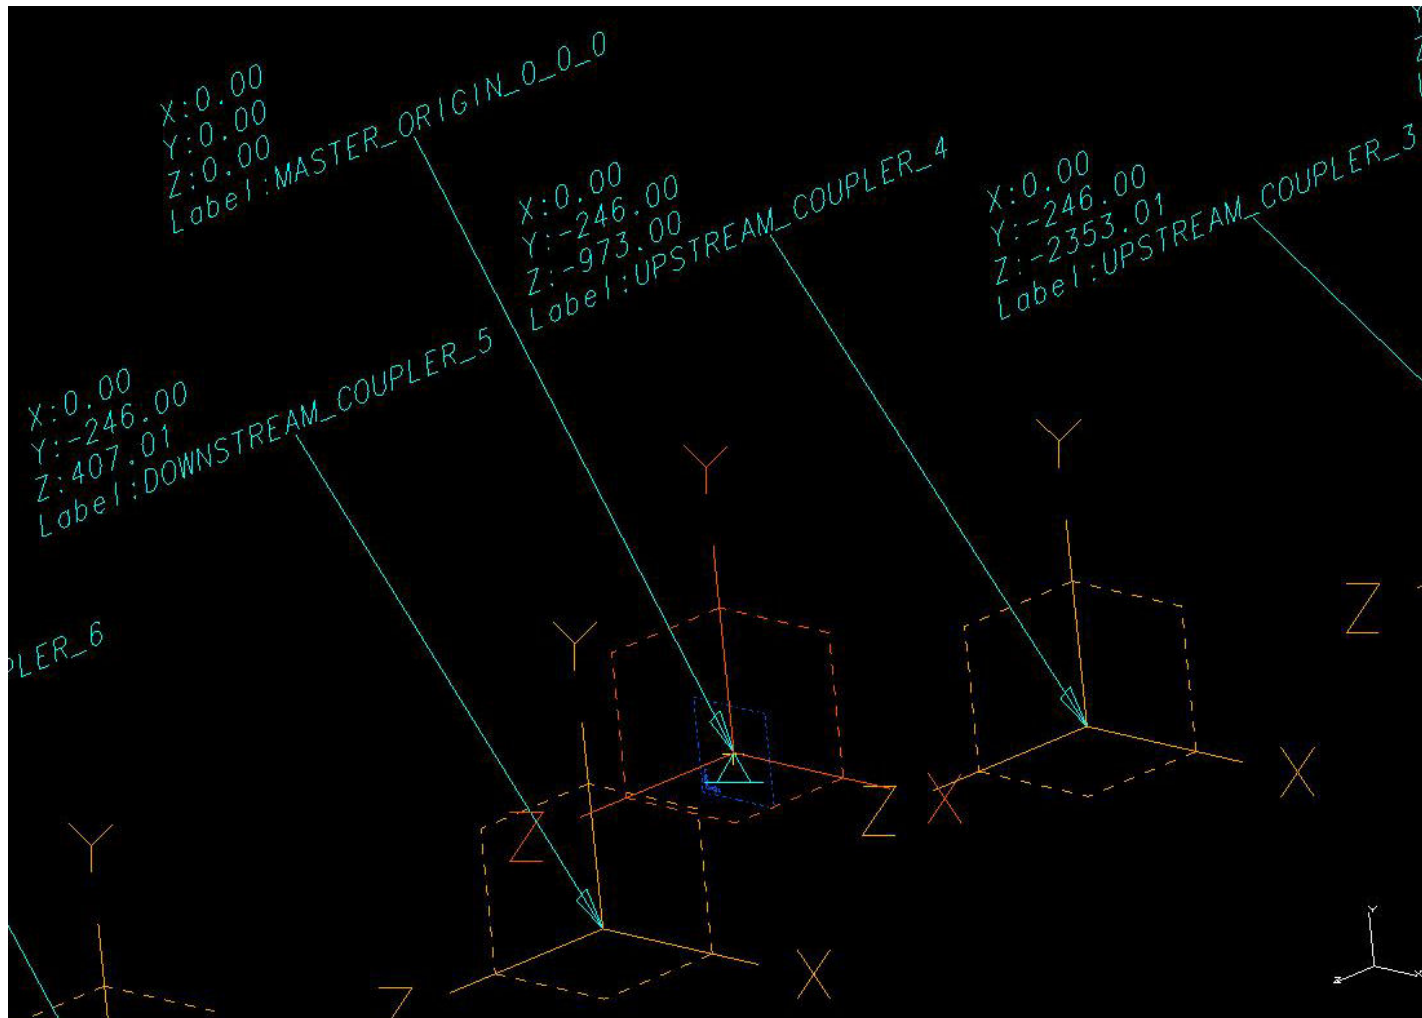 X:0.00
Y:0.00
Z:0.00
Label:MASTER_ORIGIN_0_0_0
X:0.00
Y:-246.00
Z:-973.00
Label:UPSTREAM_COUPLER_4
X:0.00
Y:-246.00
Z:-2353.01
Label:UPSTREAM_COUPLER_3
X:0.00
Y:-246.00
Z:407.01
Label:DOWNSTREAM_COUPLER_5
PLER_6
Y
Y
Z
Y
Z
X
Z
X
Y
Z
X
Y
Z
X